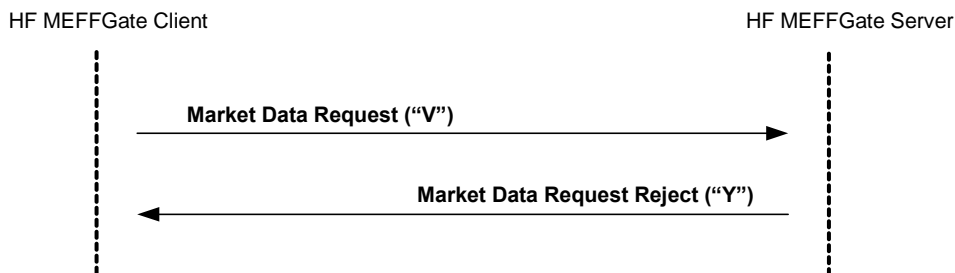 HF MEFFGate Client
HF MEFFGate Server
Market Data Request (“V”)
Market Data Request Reject (“Y”)